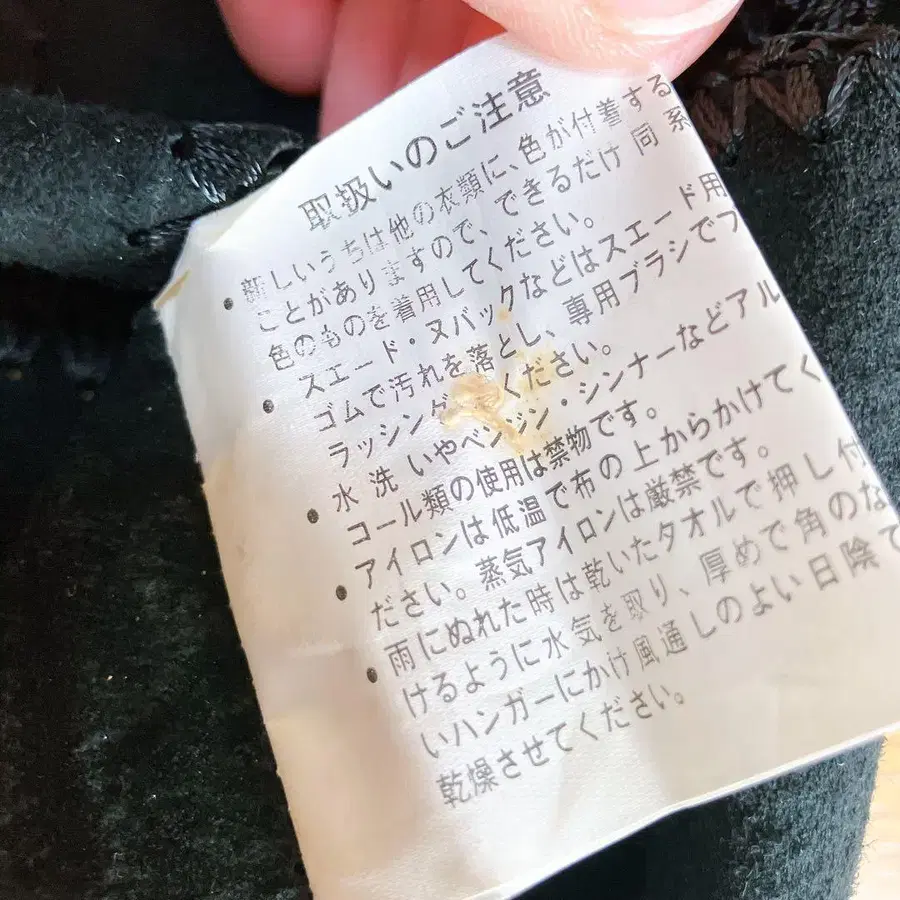 取扱いのご注意
・新しいうちは他の衣類に、色が付着する
ことがありますので、できるだけ同系
色のものを着用してください。
・スエード・ヌバックなどはスエード用
ゴムで汚れを落とし、専用ブラシでブ
ラッシングください。
・水洗いやベンジン・シンナーなどアル
コール類の使用は禁物です。
・アイロンは低温で布の上からかけてく
ださい。蒸気アイロンは厳禁です。
・雨にぬれた時は乾いたタオルで押し付
けるように水気を取り、厚めで角のな
いハンガーにかけ風通しのよい日陰で
乾燥させてください。